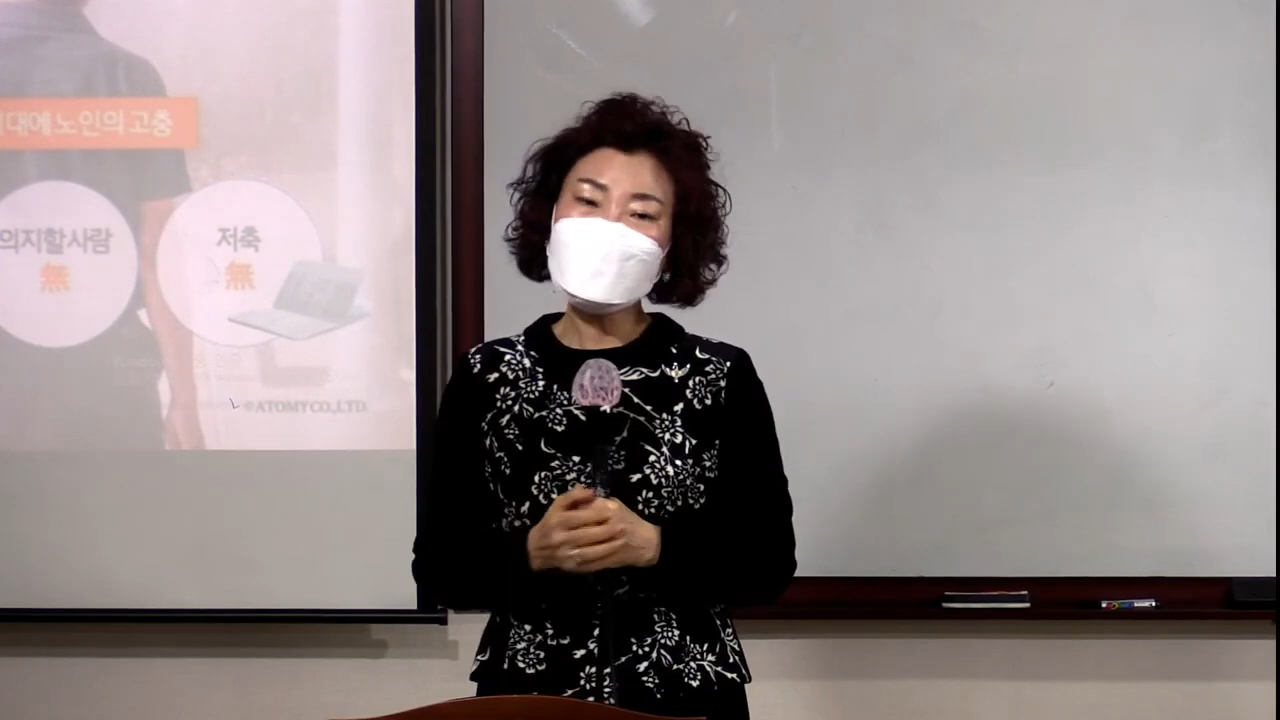 대에 노인의 고충
의지할 사람
無
저축
無
©ATOMY CO., LTD.